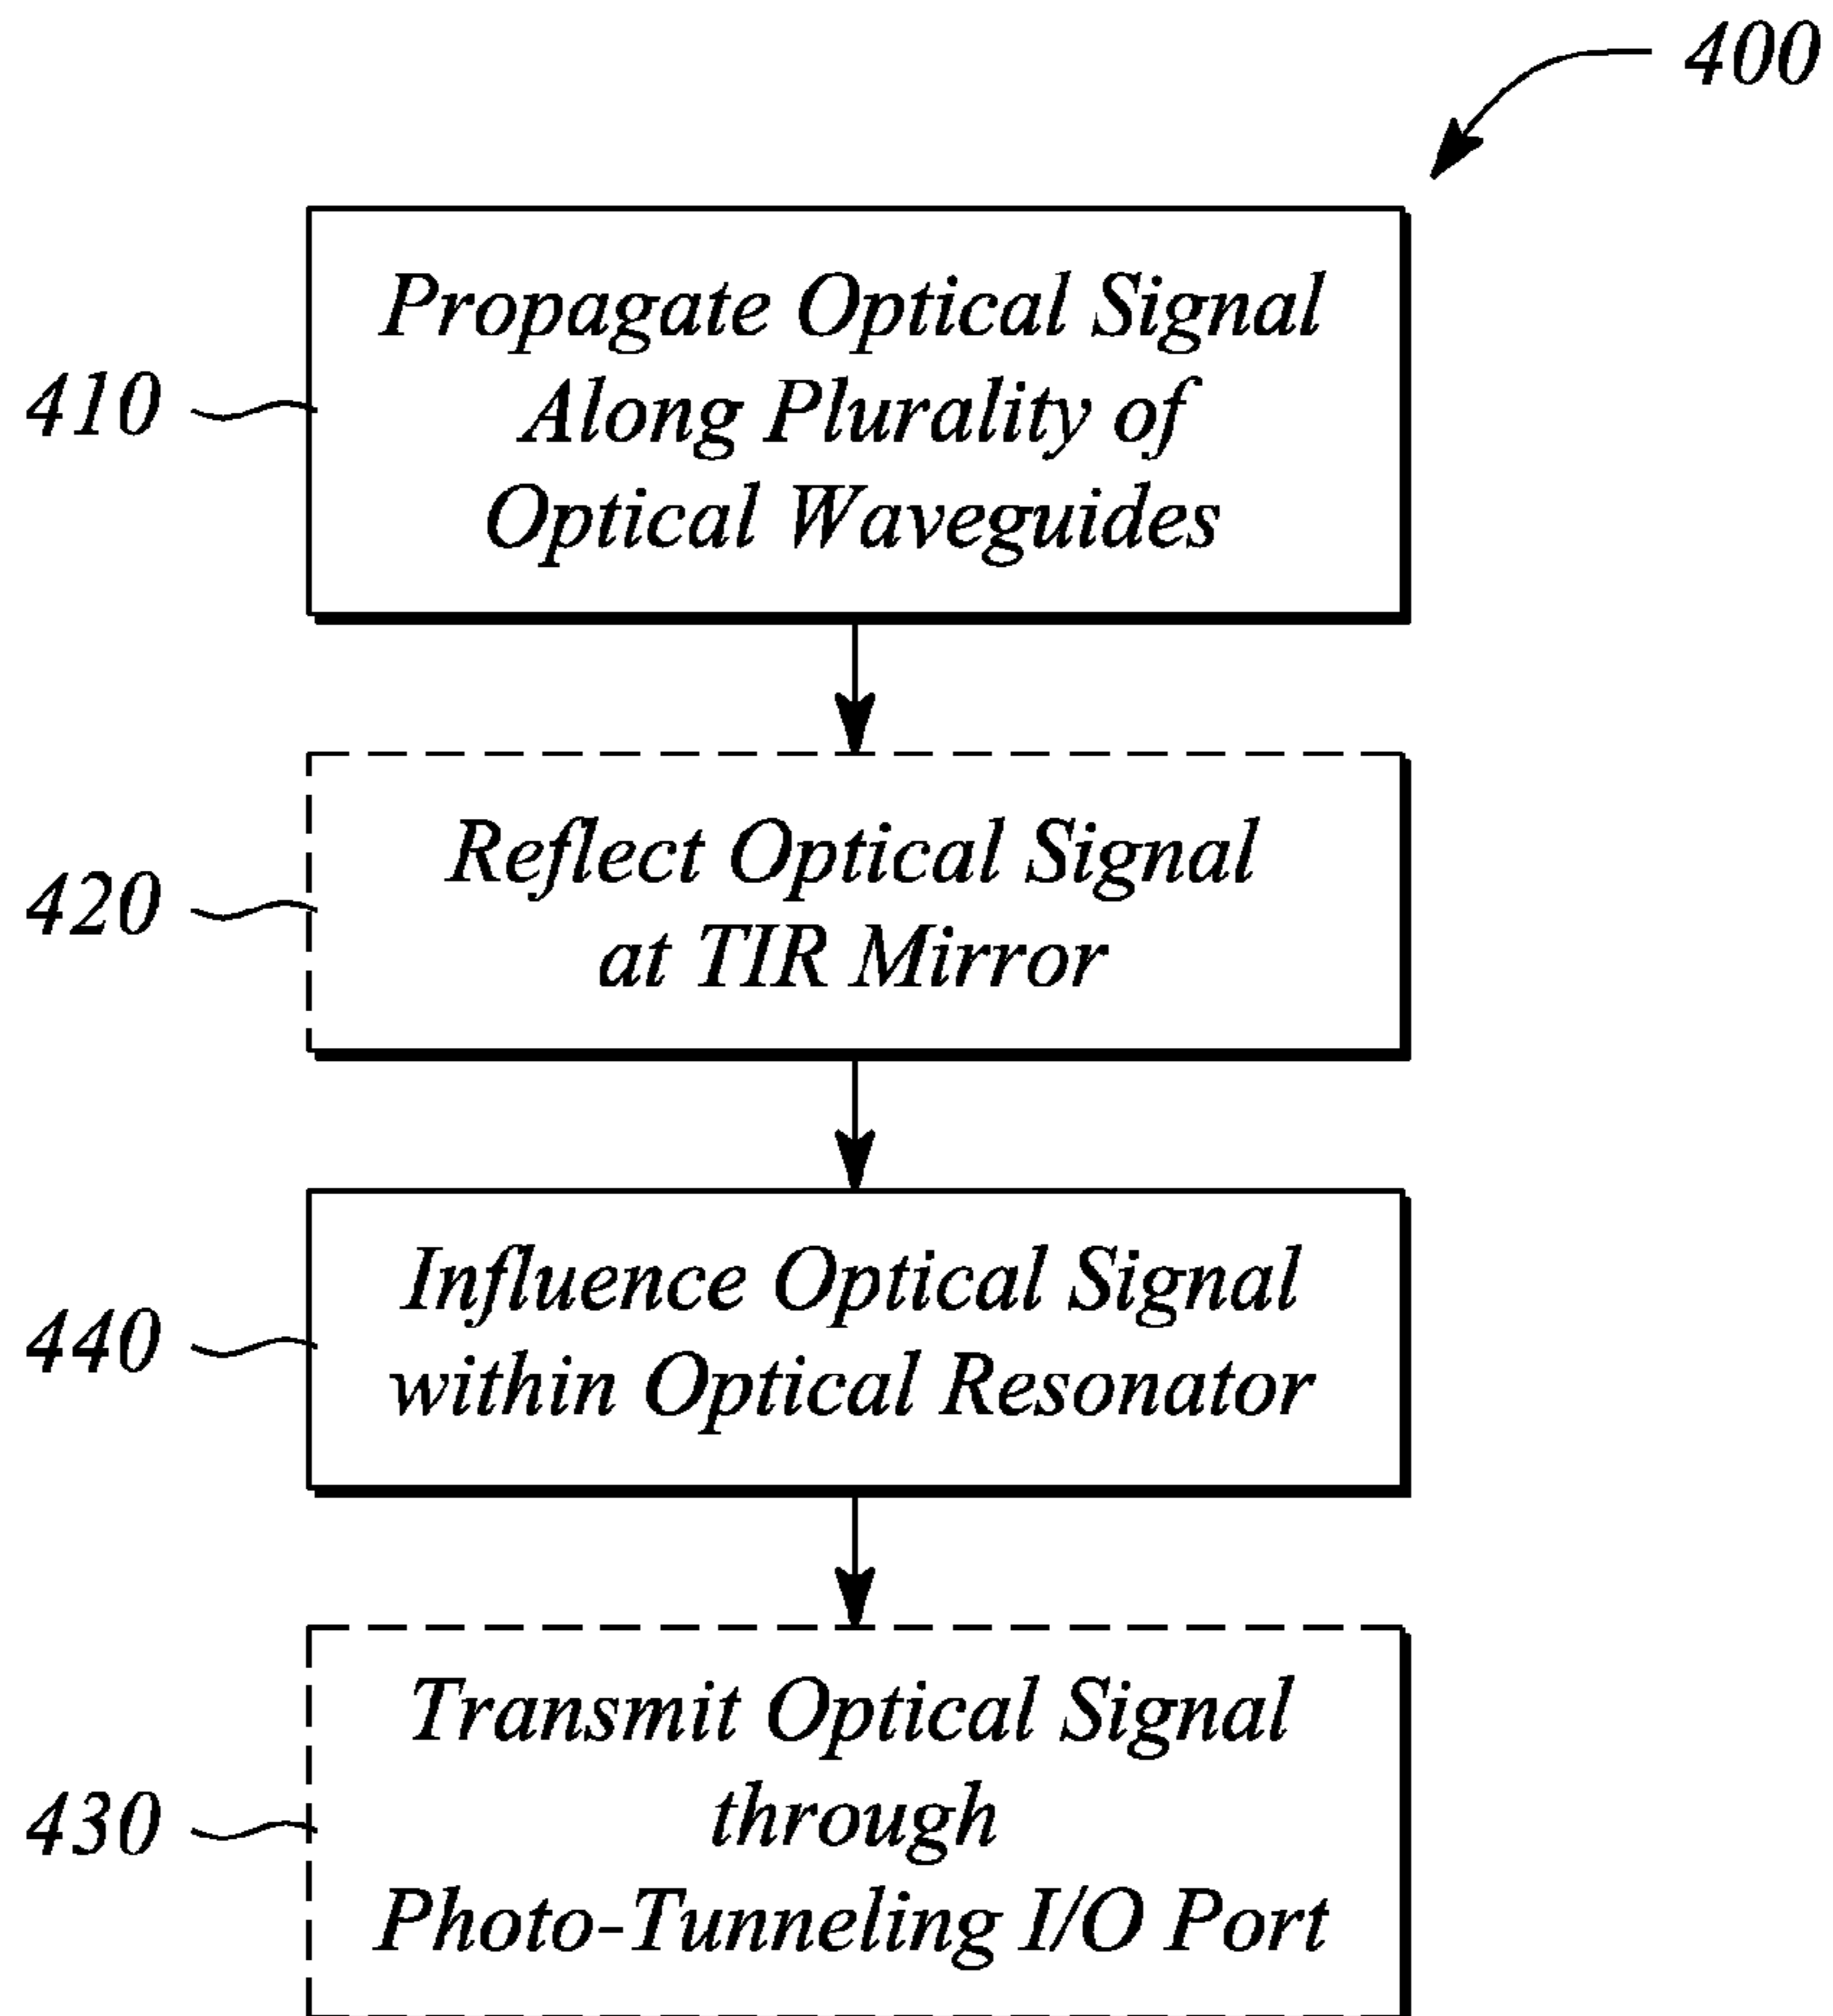 400
Propagate Optical Signal
Along Plurality of
Optical Waveguides
410
Reflect Optical Signal
at TIR Mirror
420
Influence Optical Signal
within Optical Resonator
440
Transmit Optical Signal
through
Photo-Tunneling I/O Port
430